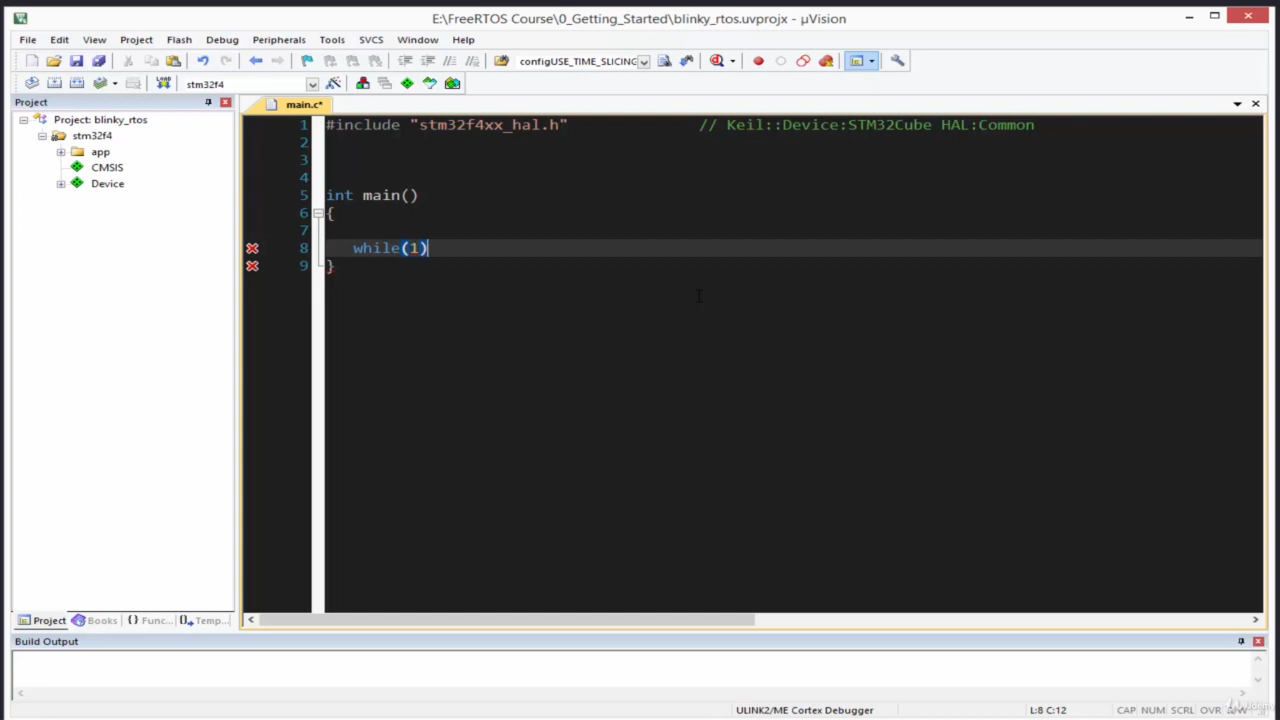 E:\FreeRTOS Course\0_Getting_Started\blinky_rtos.uvprojx - µVision
File Edit View Project Flash Debug Peripherals Tools SVCS Window Help
configUSE_TIME_SLICING
LOAD stm32f4
Project
main.c*
Project: blinky_rtos
stm32f4
app
CMSIS
Device
1 #include "stm32f4xx_hal.h" // Keil::Device:STM32Cube HAL:Common
2
3
4
5 int main()
6 {
7
8 while(1)
9 }
Project Books {} Func... Temp...
Build Output
ULINK2/ME Cortex Debugger L:8 C:12 CAP NUM SCRL OVR R/W